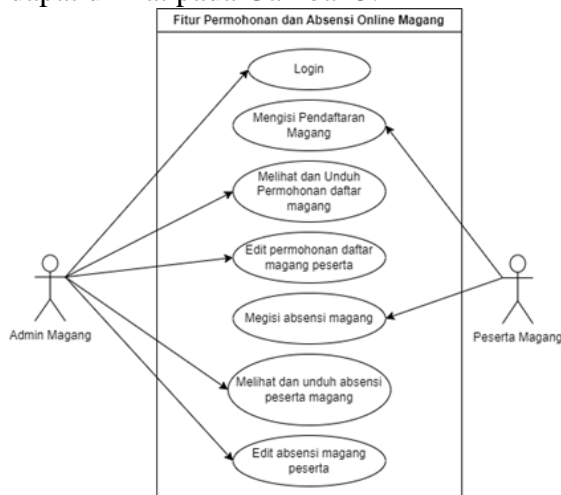 Fitur Permohonan dan Absensi Online Magang
Login
Mengisi Pendaftaran
Magang
Melihat dan Unduh
Permohonan daftar
magang
Edit permohonan daftar
magang peserta
Megisi absensi magang
Admin Magang
Peserta Magang
Melihat dan unduh absensi
peserta magang
Edit absensi magang
peserta